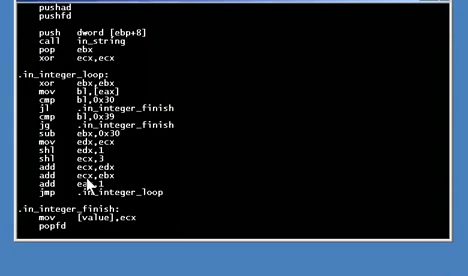 pushad
pushfd
push dword [ebp+8]
call in_string
pop ebx
xor ecx,ecx
.in_integer_loop:
xor ebx,ebx
mov bl,[eax]
cmp bl,0x30
jl .in_integer_finish
cmp bl,0x39
jg .in_integer_finish
sub ebx,0x30
mov edx,ecx
shl edx,1
shl ecx,3
add ecx,edx
add ecx,ebx
add eax,1
jmp .in_integer_loop
.in_integer_finish:
mov [value],ecx
popfd